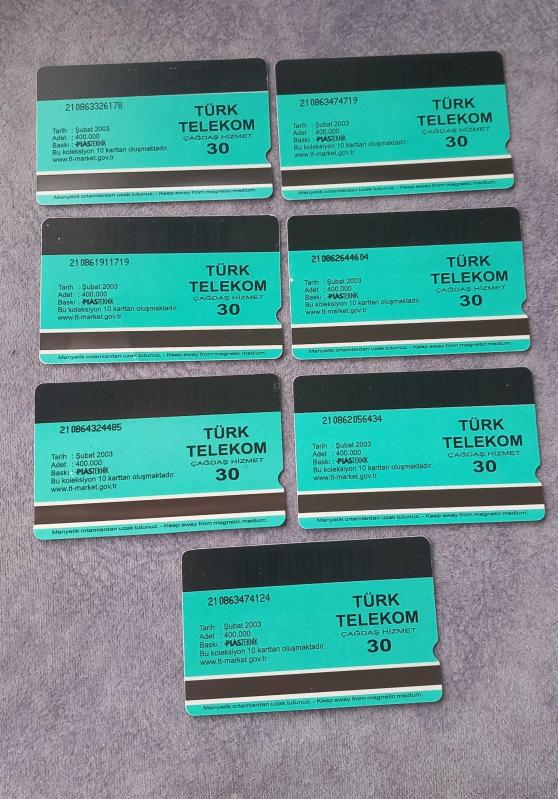 210863326178
TÜRK
TELEKOM
ÇAĞDAŞ HİZMET
30
Tarih : Şubat 2003
Adet : 400.000
Baskı : PLASTEKNİK
Bu koleksiyon 10 karttan oluşmaktadır.
www.tt-market.gov.tr
Manyetik ortamlardan uzak tutunuz. - Keep away from magnetic medium.
210863474719
TÜRK
TELEKOM
ÇAĞDAŞ HİZMET
30
Tarih : Şubat 2003
Adet : 400.000
Baskı : PLASTEKNİK
Bu koleksiyon 10 karttan oluşmaktadır.
www.tt-market.gov.tr
Manyetik ortamlardan uzak tutunuz. - Keep away from magnetic medium.
210861911719
TÜRK
TELEKOM
ÇAĞDAŞ HİZMET
30
Tarih : Şubat 2003
Adet : 400.000
Baskı : PLASTEKNİK
Bu koleksiyon 10 karttan oluşmaktadır.
www.tt-market.gov.tr
Manyetik ortamlardan uzak tutunuz. - Keep away from magnetic medium.
210862644604
TÜRK
TELEKOM
ÇAĞDAŞ HİZMET
30
Tarih : Şubat 2003
Adet : 400.000
Baskı : PLASTEKNİK
Bu koleksiyon 10 karttan oluşmaktadır.
www.tt-market.gov.tr
Manyetik ortamlardan uzak tutunuz. - Keep away from magnetic medium.
210864324485
TÜRK
TELEKOM
ÇAĞDAŞ HİZMET
30
Tarih : Şubat 2003
Adet : 400.000
Baskı : PLASTEKNİK
Bu koleksiyon 10 karttan oluşmaktadır.
www.tt-market.gov.tr
Manyetik ortamlardan uzak tutunuz. - Keep away from magnetic medium.
210862056434
TÜRK
TELEKOM
ÇAĞDAŞ HİZMET
30
Tarih : Şubat 2003
Adet : 400.000
Baskı : PLASTEKNİK
Bu koleksiyon 10 karttan oluşmaktadır.
www.tt-market.gov.tr
Manyetik ortamlardan uzak tutunuz. - Keep away from magnetic medium.
210863474124
TÜRK
TELEKOM
ÇAĞDAŞ HİZMET
30
Tarih : Şubat 2003
Adet : 400.000
Baskı : PLASTEKNİK
Bu koleksiyon 10 karttan oluşmaktadır.
www.tt-market.gov.tr
Manyetik ortamlardan uzak tutunuz. - Keep away from magnetic medium.